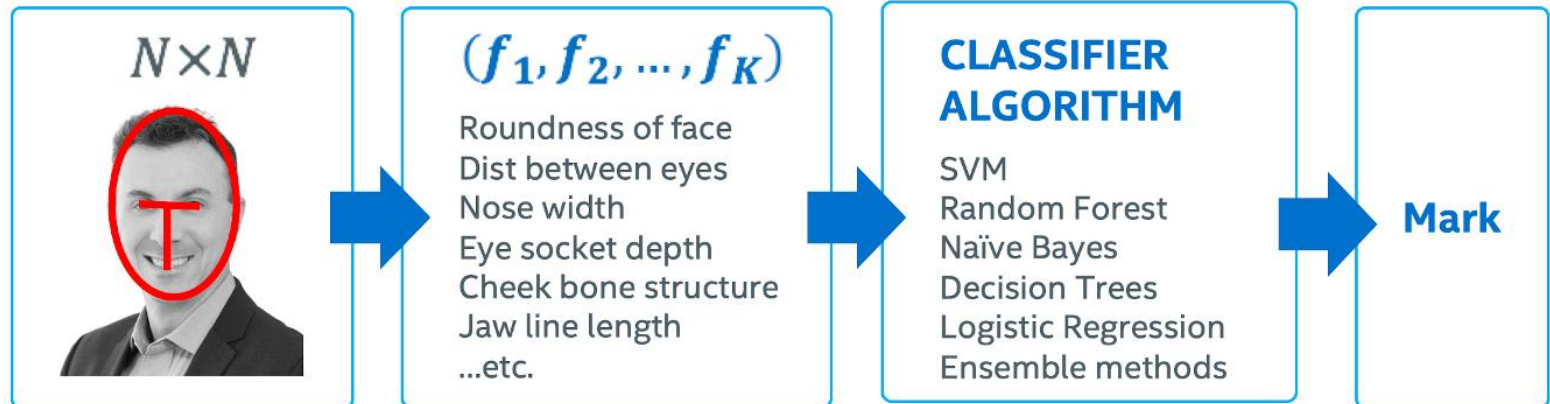 N×N
(f₁, f₂, ..., f_K)
Roundness of face
Dist between eyes
Nose width
Eye socket depth
Cheek bone structure
Jaw line length
...etc.
CLASSIFIER
ALGORITHM
SVM
Random Forest
Naïve Bayes
Decision Trees
Logistic Regression
Ensemble methods
Mark